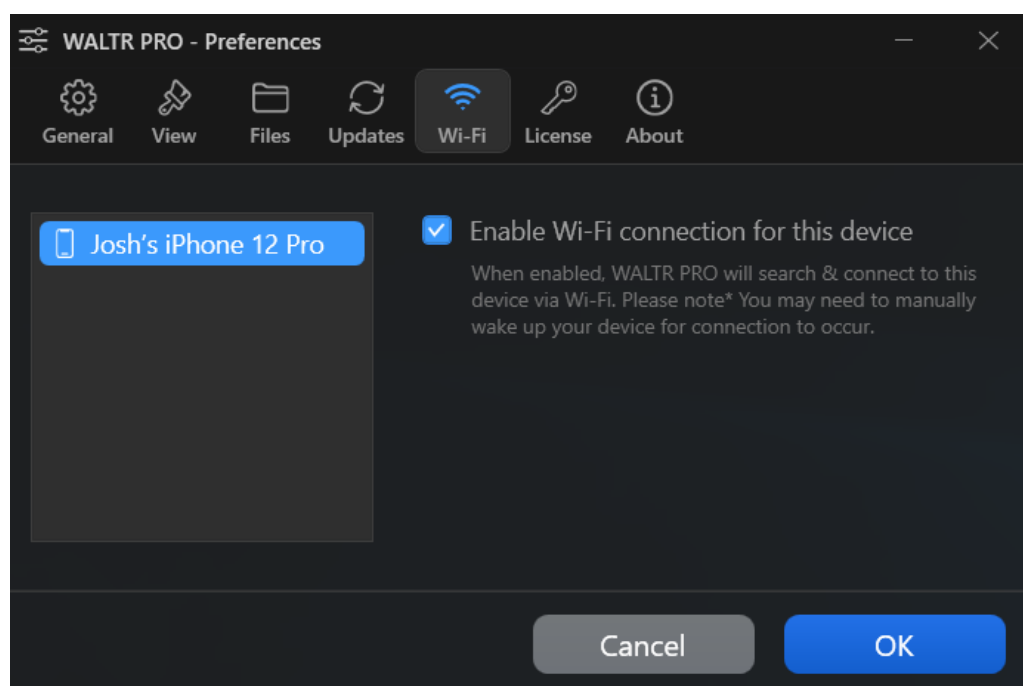 WALTR PRO - Preferences
General View Files Updates Wi-Fi License About
Josh's iPhone 12 Pro
Enable Wi-Fi connection for this device
When enabled, WALTR PRO will search & connect to this
device via Wi-Fi. Please note* You may need to manually
wake up your device for connection to occur.
Cancel OK